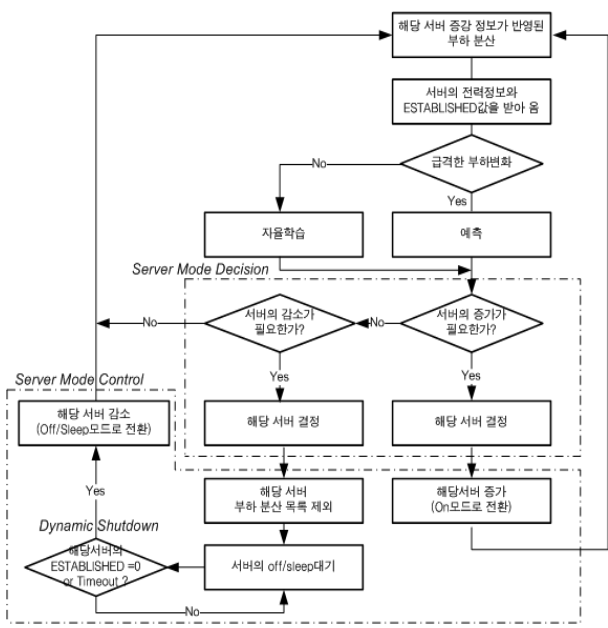 해당 서버 증감 정보가 반영된
부하 분산
서버의 전력정보와
ESTABLISHED값을 받아 옴
급격한 부하변화
No
Yes
자율학습
예측
Server Mode Decision
서버의 감소가
필요한가?
서버의 증가가
필요한가?
No
No
Yes
Yes
Server Mode Control
해당 서버 감소
(Off/Sleep모드로 전환)
해당 서버 결정
해당 서버 결정
해당 서버
부하 분산 목록 제외
해당서버 증가
(On모드로 전환)
Yes
Dynamic Shutdown
해당서버의
ESTABLISHED =0
or Timeout ?
서버의 off/sleep대기
No